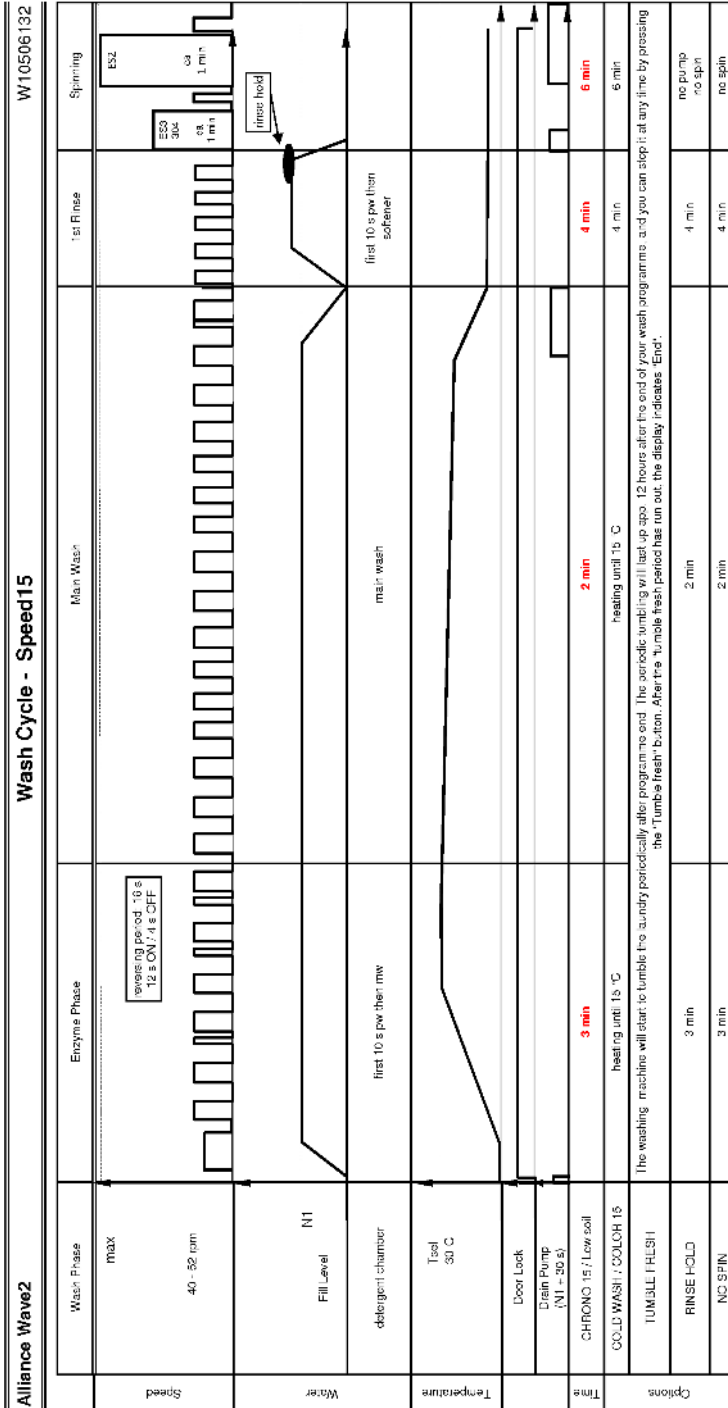 Alliance Wave2
Wash Cycle - Speed15
W10506132
Wash Phase
Enzyme Phase
Main Wash
1st Rinse
Spinning
Speed
max
40 - 52 rpm
reversing period: 16 s
12 s ON / 4 s OFF
ES3
304
ca
1 min
ES2
ca
1 min
Water
Fill Level
N1
rinse hold
detergent chamber
first 10 s pw then mw
main wash
first 10 s pw then
softener
Temperature
Tsol
30 C
Door Lock
Drain Pump
(N1 + 30 s)
Time
CHRONO 15 / Low soil
3 min
2 min
4 min
6 min
COLD WASH / COLOR 15
heating until 15 °C
heating until 15 C
4 min
6 min
Options
TUMBLE FRESH
The washing machine will start to tumble the laundry periodically after programme end. The periodic tumbling will last up apo. 12 hours after the end of your wash programme, and you can stop it at any time by pressing
the "Tumble fresh" button. After the "tumble fresh period has run out, the display indicates "End".
RINSE HOLD
3 min
2 min
4 min
no pump
no spin
NO SPIN
3 min
2 min
4 min
no spin